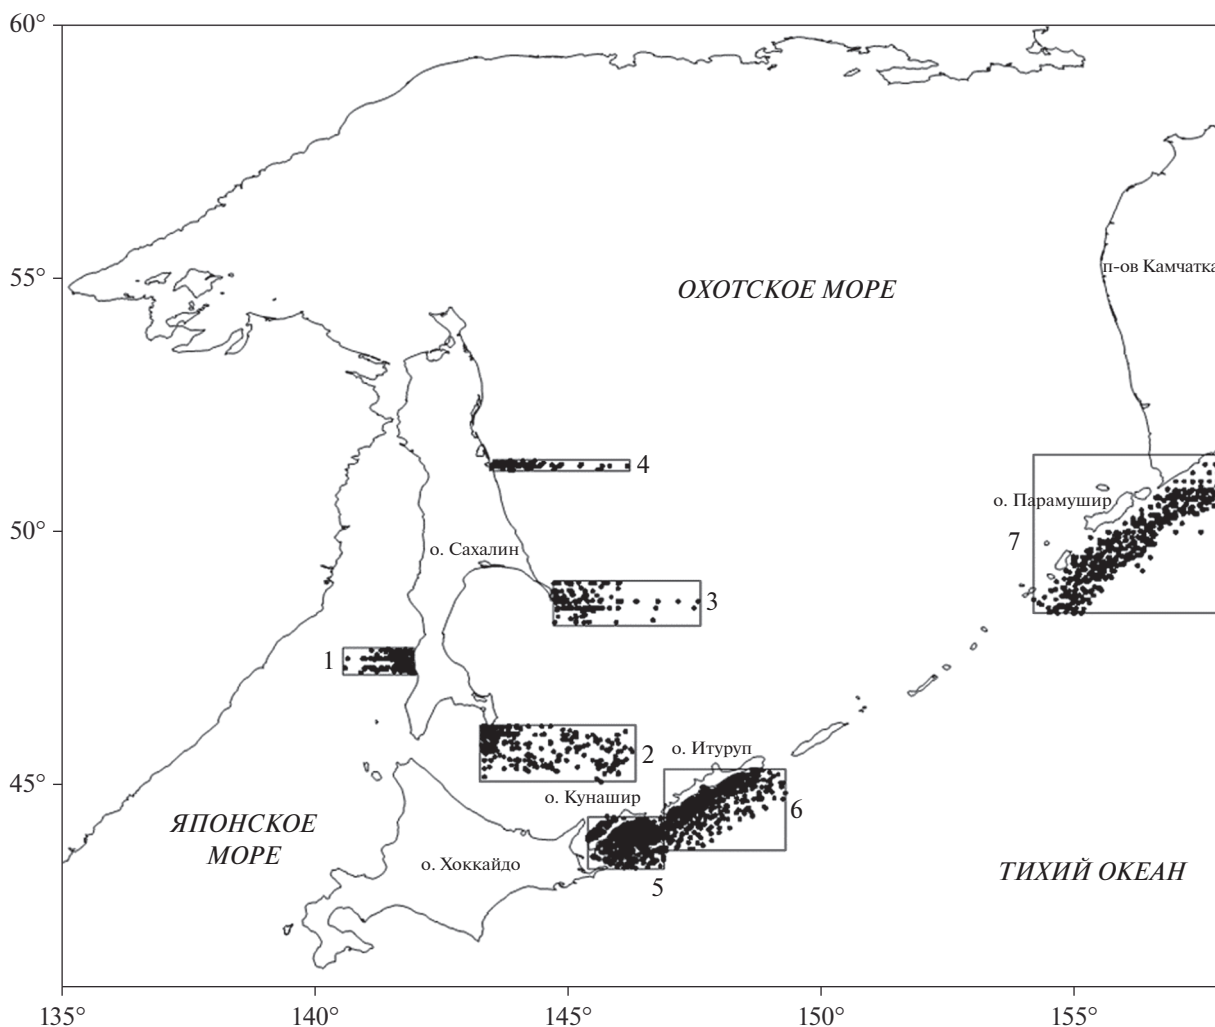 60°
55°
п-ов Камчатка
ОХОТСКОЕ МОРЕ
4
50°
о. Парамушир
7
о. Сахалин
3
1
2
о. Итуруп
45°
о. Кунашир
6
ЯПОНСКОЕ
МОРЕ
о. Хоккайдо
5
ТИХИЙ ОКЕАН
135°
140°
145°
150°
155°